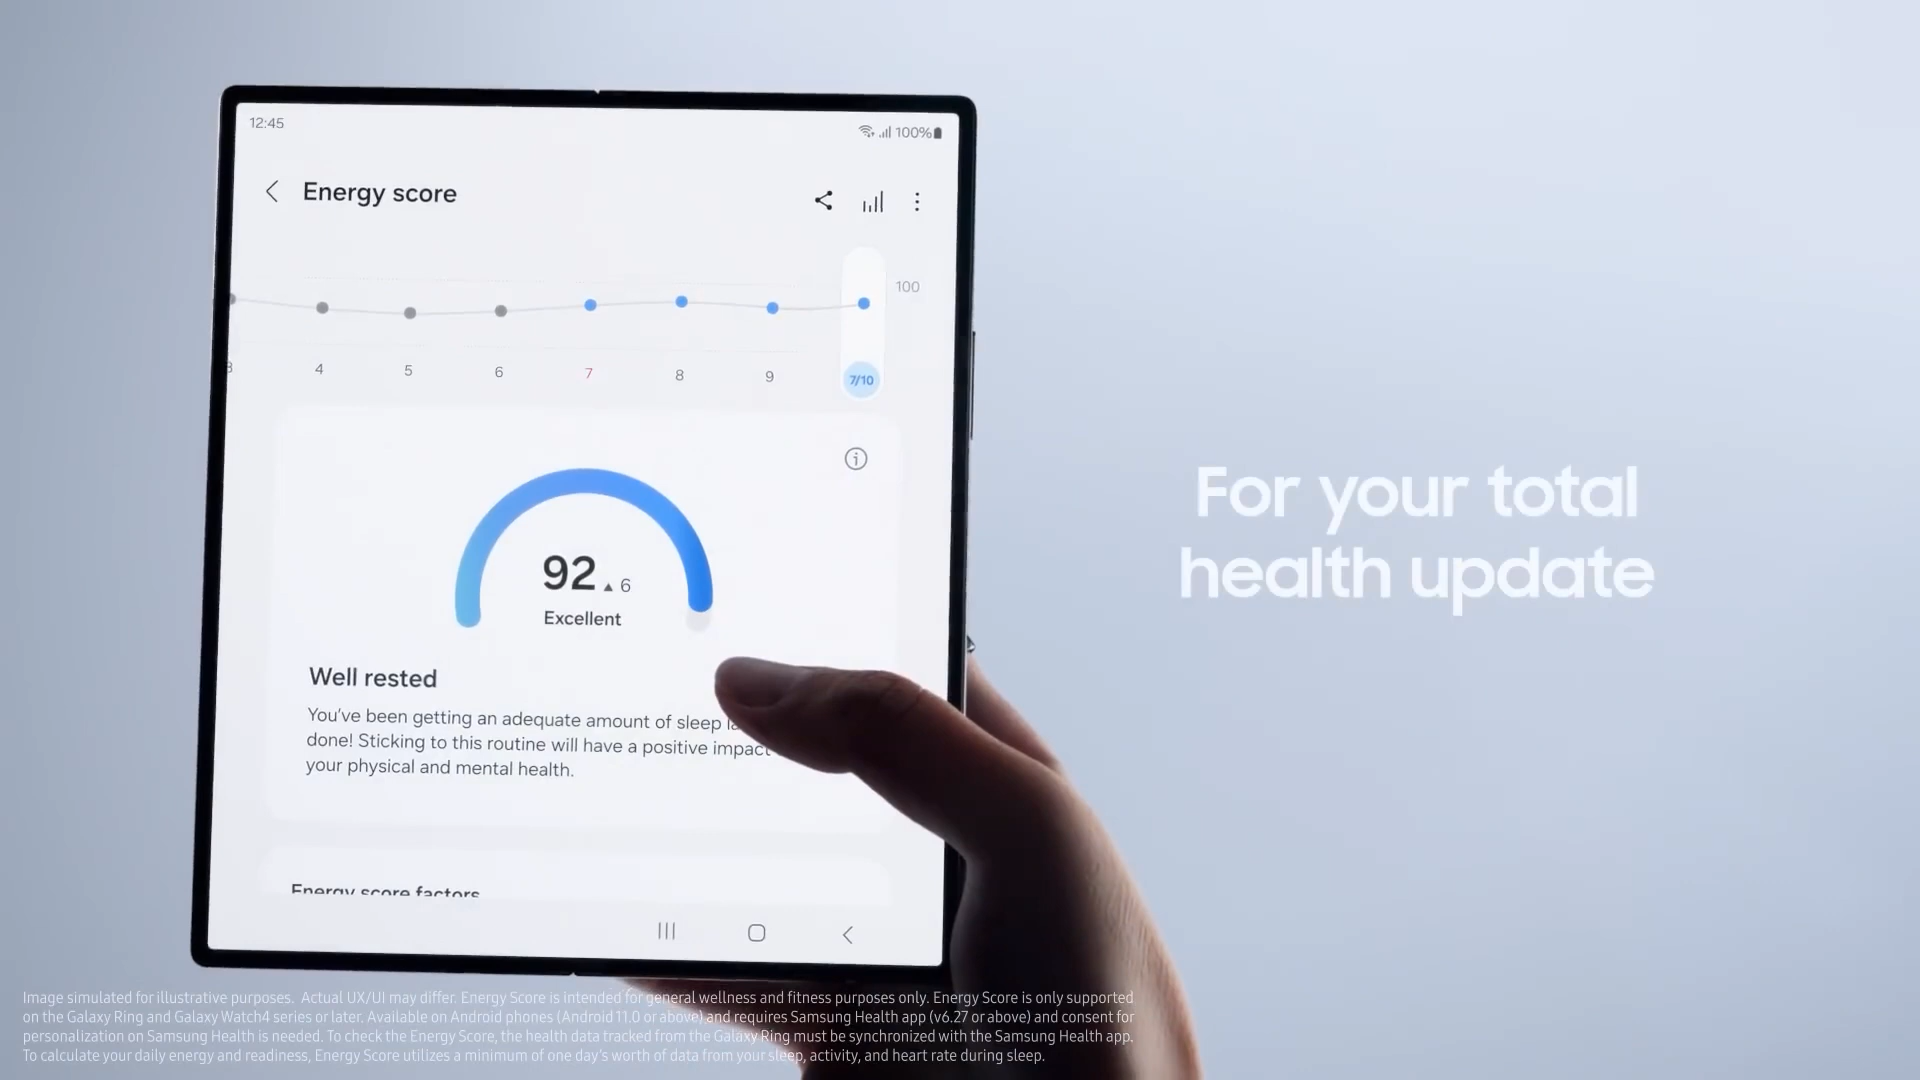 12:45
100%
Energy score
100
4 5 6 7 8 9 7/10
92 ▲ 6
Excellent
Well rested
You've been getting an adequate amount of sleep
done! Sticking to this routine will have a positive impact
your physical and mental health.
Energy score factors
For your total
health update
Image simulated for illustrative purposes. Actual UX/UI may differ. Energy Score is intended for general wellness and fitness purposes only. Energy Score is only supported
on the Galaxy Ring and Galaxy Watch4 series or later. Available on Android phones (Android 11.0 or above) and requires Samsung Health app (v6.27 or above) and consent for
personalization on Samsung Health is needed. To check the Energy Score, the health data tracked from the Galaxy Ring must be synchronized with the Samsung Health app.
To calculate your daily energy and readiness, Energy Score utilizes a minimum of one day's worth of data from your sleep, activity, and heart rate during sleep.